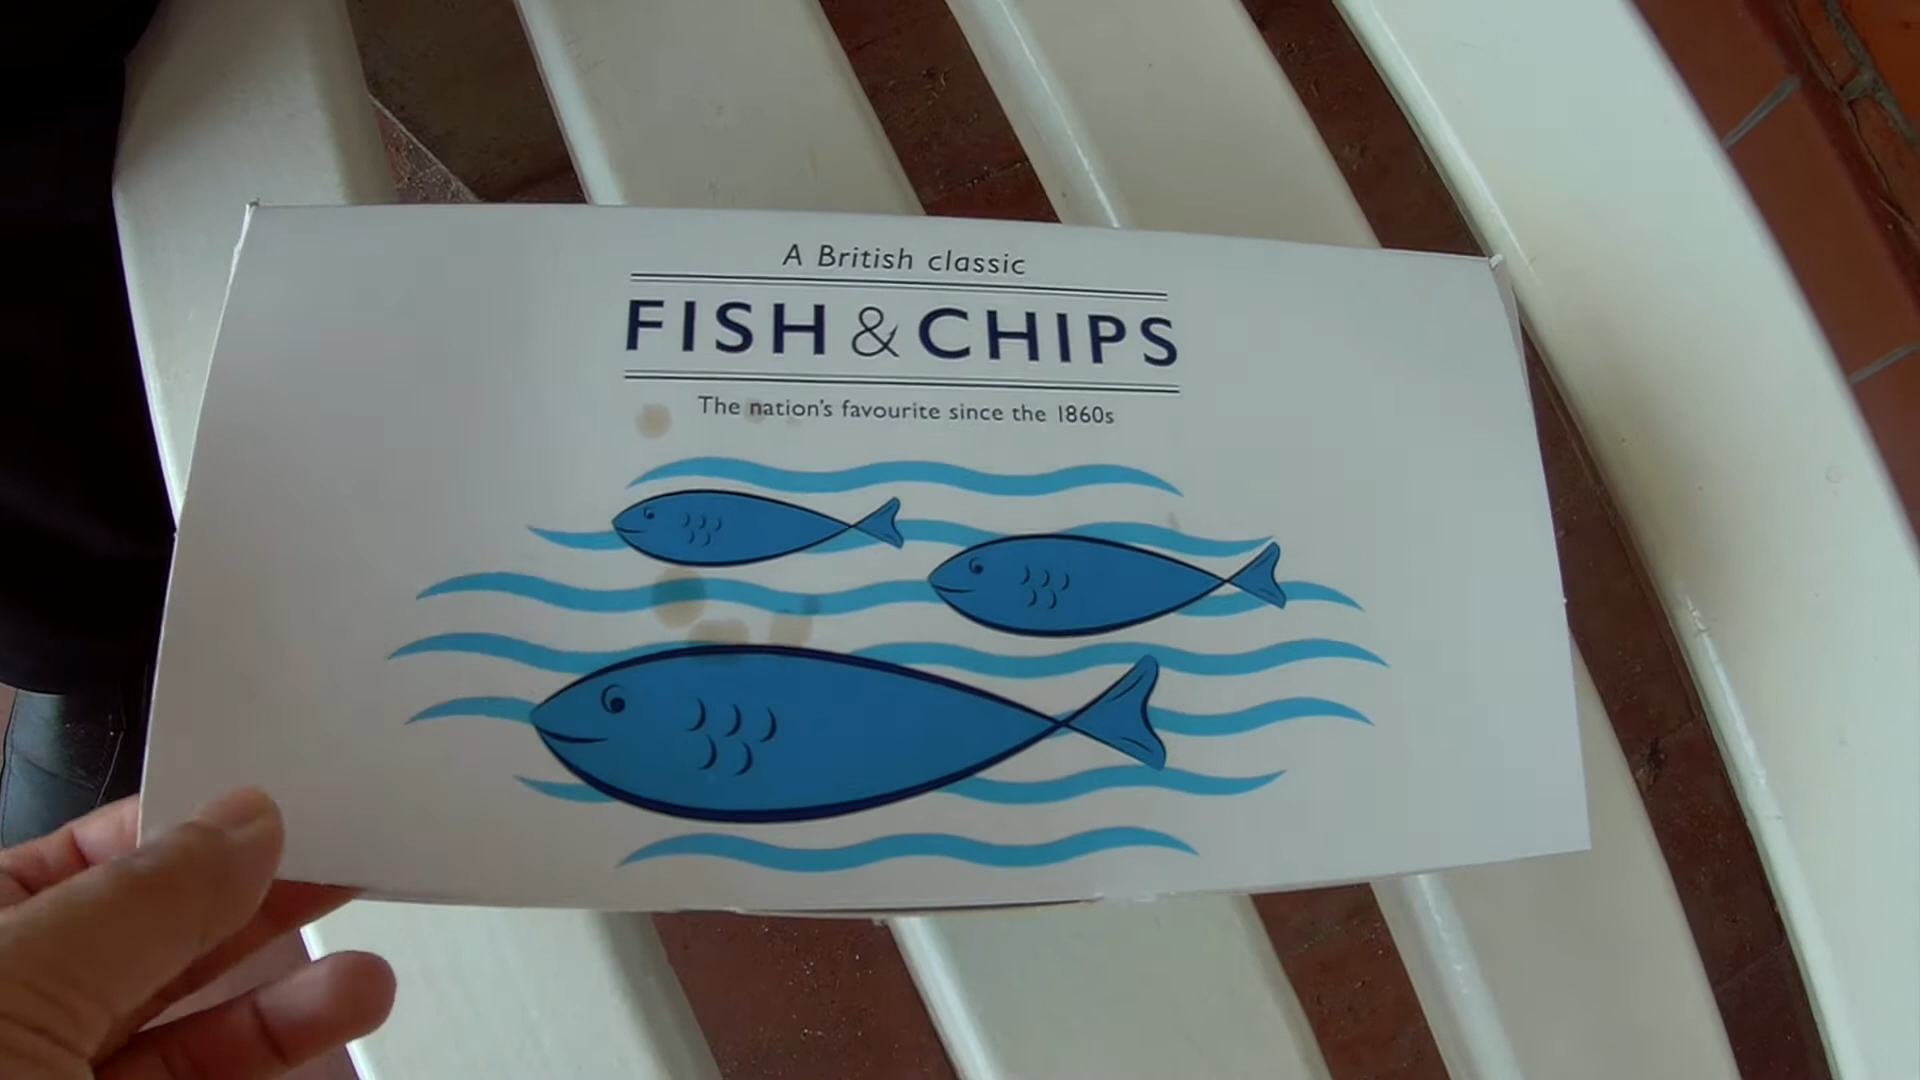 A British classic
FISH & CHIPS
The nation's favourite since the 1860s